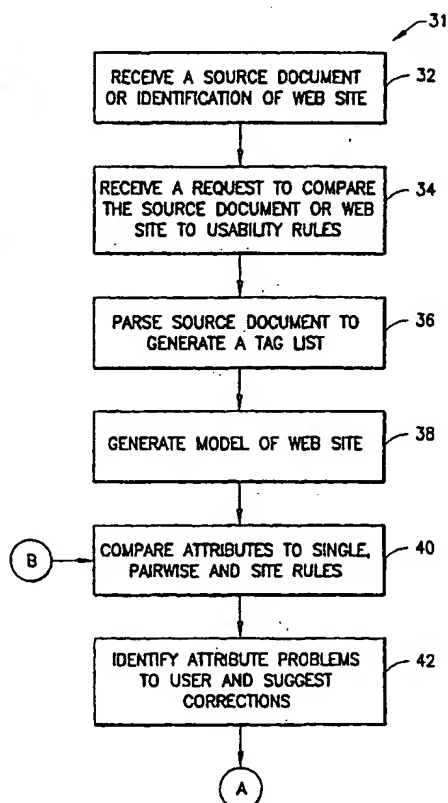 31
RECEIVE A SOURCE DOCUMENT
OR IDENTIFICATION OF WEB SITE
32
RECEIVE A REQUEST TO COMPARE
THE SOURCE DOCUMENT OR WEB
SITE TO USABILITY RULES
34
PARSE SOURCE DOCUMENT TO
GENERATE A TAG LIST
36
GENERATE MODEL OF WEB SITE
38
B
COMPARE ATTRIBUTES TO SINGLE,
PAIRWISE AND SITE RULES
40
IDENTIFY ATTRIBUTE PROBLEMS
TO USER AND SUGGEST
CORRECTIONS
42
A